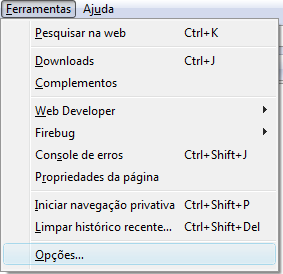 Ferramentas Ajuda
Pesquisar na web Ctrl+K
Downloads Ctrl+J
Complementos
Web Developer
Firebug
Console de erros Ctrl+Shift+J
Propriedades da página
Iniciar navegação privativa Ctrl+Shift+P
Limpar histórico recente... Ctrl+Shift+Del
Opções...